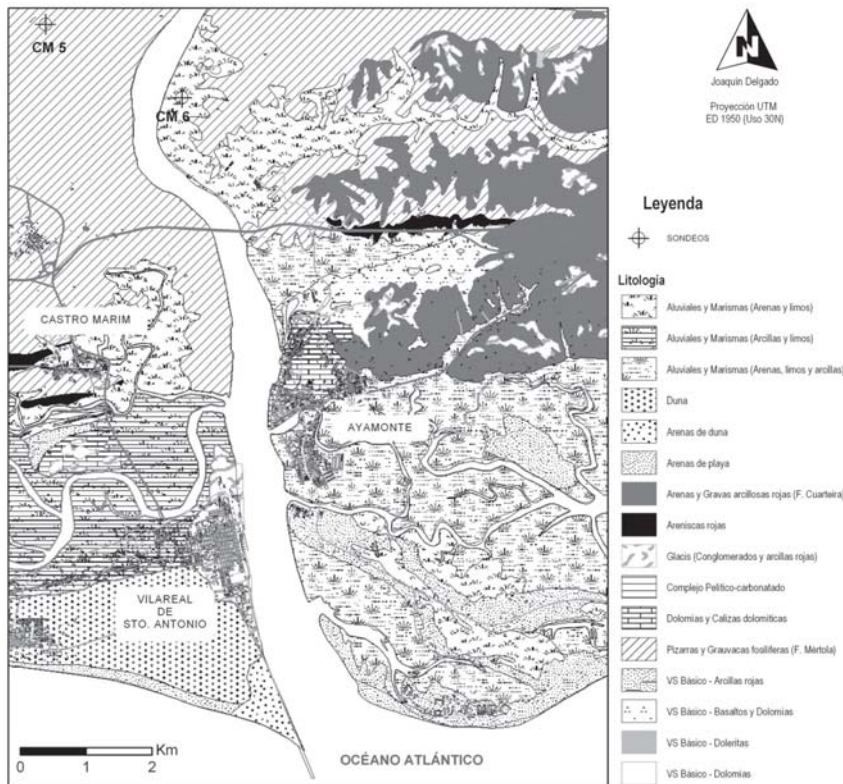 CM 5
CM 6
CASTRO MARIM
AYAMONTE
VILAREAL
DE
STO. ANTONIO
0 1 2 Km
OCÉANO ATLÁNTICO
N
Joaquín Delgado
Proyección UTM
ED 1950 (Uso 30N)
Leyenda
SONDEOS
Litología
Aluviales y Marismas (Arenas y limos)
Aluviales y Marismas (Arcillas y limos)
Aluviales y Marismas (Arenas, limos y arcillas)
Duna
Arenas de duna
Arenas de playa
Arenas y Gravas arcillosas rojas (F. Cuarteira)
Areniscas rojas
Glacis (Conglomerados y arcillas rojas)
Complejo Pelítico-carbonatado
Dolomías y Calizas dolomíticas
Pizarras y Grauvacas fosilíferas (F. Mértola)
VS Básico - Arcillas rojas
VS Básico - Basaltos y Dolomías
VS Básico - Doleritas
VS Básico - Dolomías